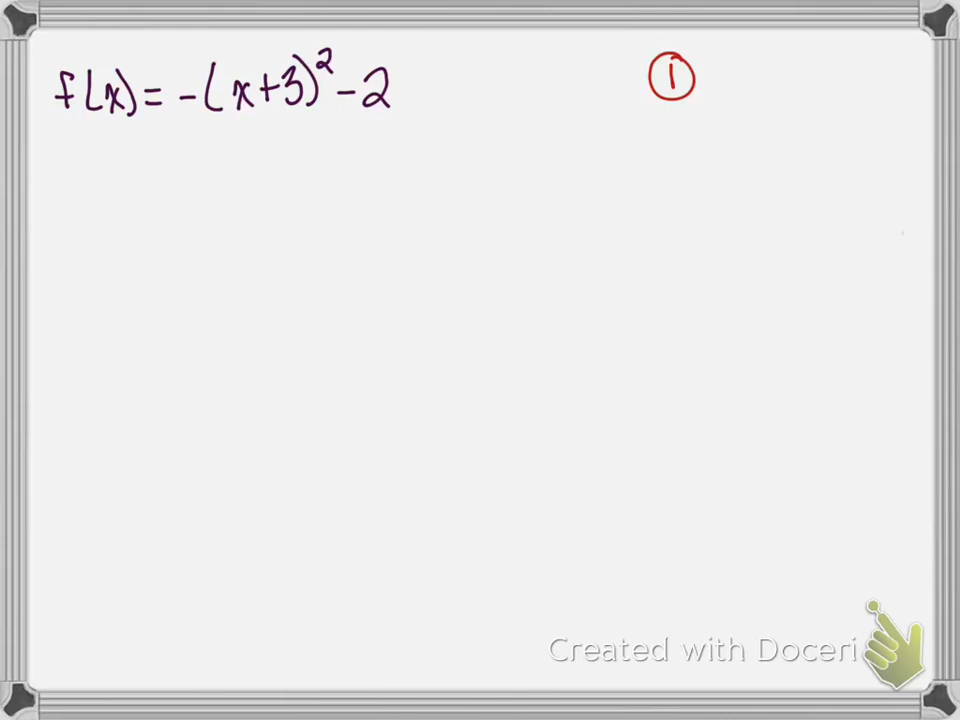 f(x) = -(x+3)² - 2
①
Created with Doceri